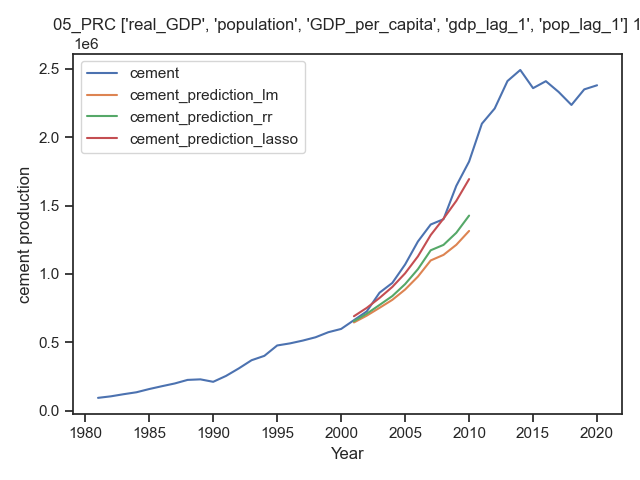 05_PRC ['real_GDP', 'population', 'GDP_per_capita', 'gdp_lag_1', 'pop_lag_1'] 1
1e6
cement
cement_prediction_lm
cement_prediction_rr
cement_prediction_lasso
2.5
2.0
1.5
1.0
0.5
0.0
cement production
1980 1985 1990 1995 2000 2005 2010 2015 2020
Year